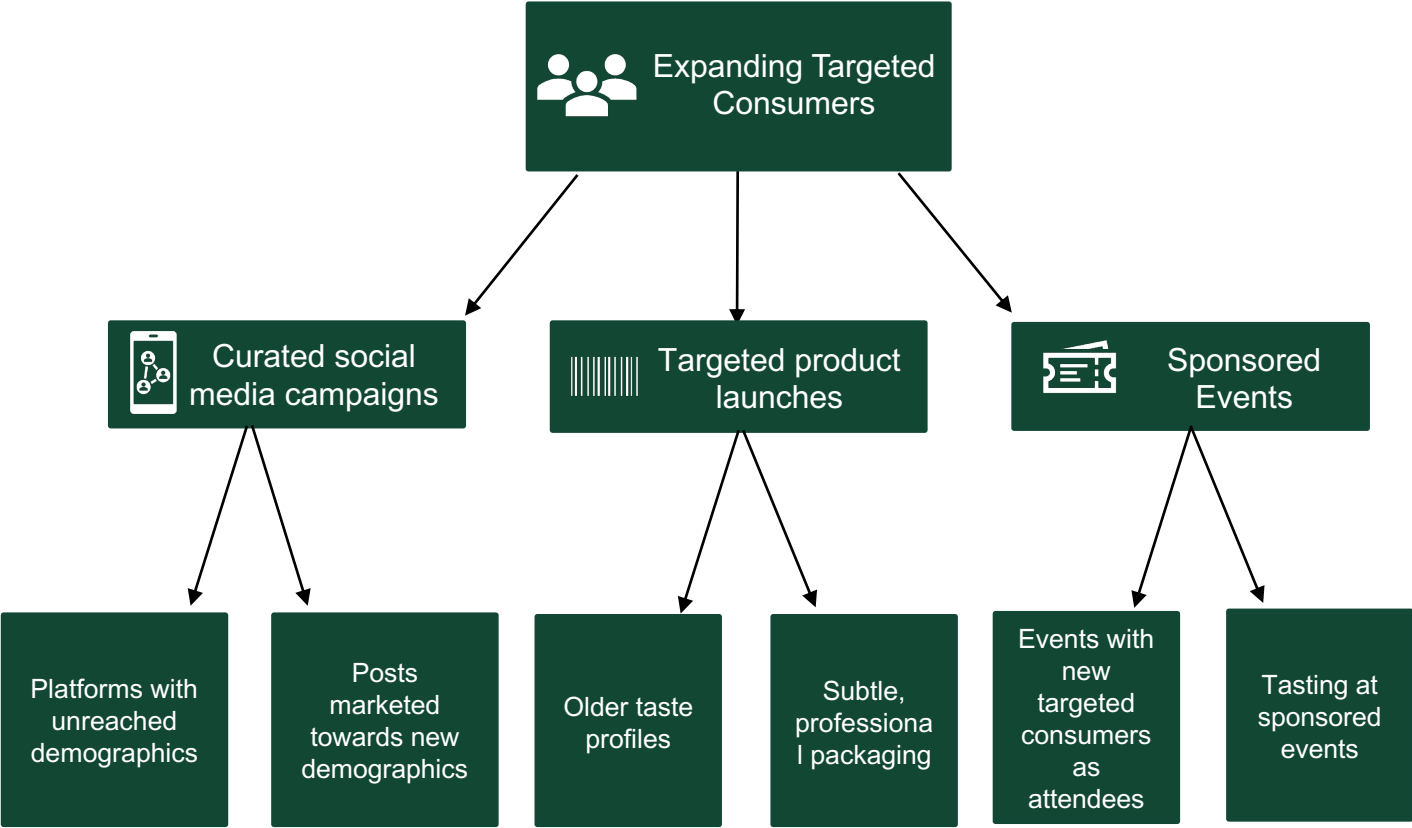 Expanding Targeted
Consumers
Curated social
media campaigns
Targeted product
launches
Sponsored
Events
Platforms with
unreached
demographics
Posts
marketed
towards new
demographics
Older taste
profiles
Subtle,
professiona
l packaging
Events with
new
targeted
consumers
as
attendees
Tasting at
sponsored
events